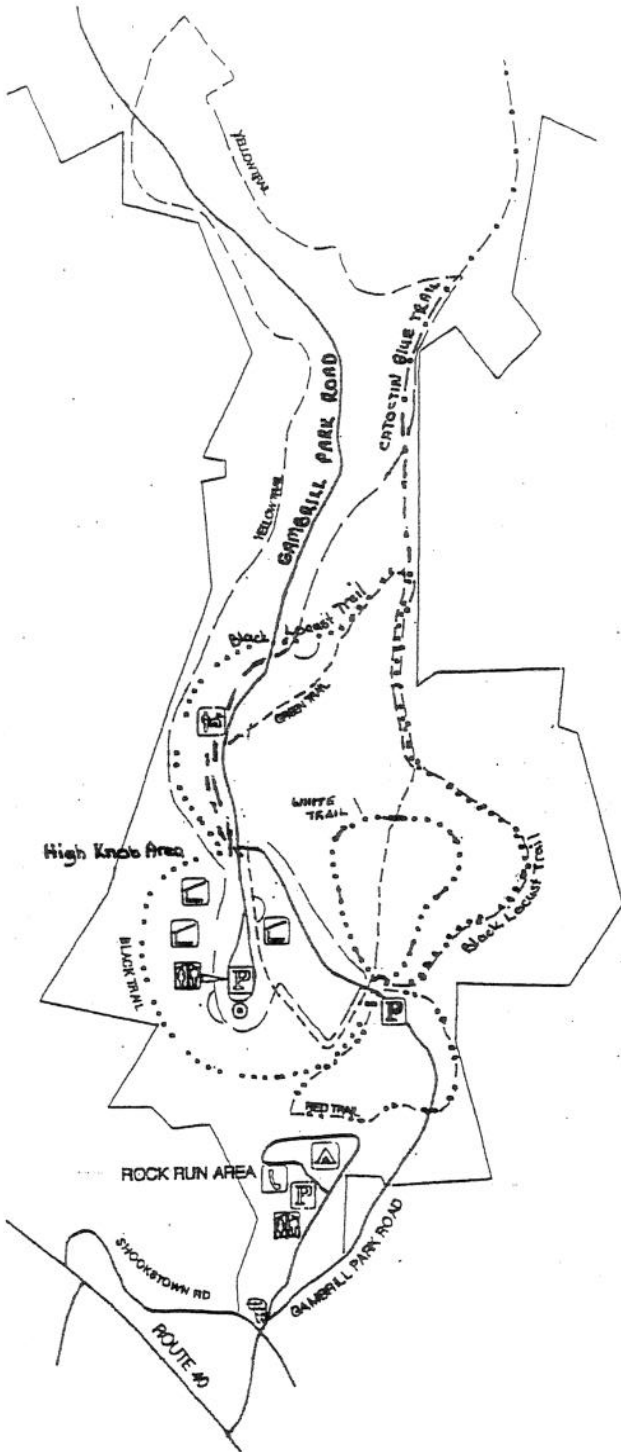 YELLOW TRAIL
CATOCTIN BLUE TRAIL
GAMBRILL PARK ROAD
YELLOW TRAIL
Black Locust Trail
GREEN TRAIL
WHITE
TRAIL
High Knob Area
Black Locust Trail
BLACK TRAIL
P
P
RED TRAIL
ROCK RUN AREA
P
SHOOKSTOWN RD
GAMBRILL PARK ROAD
ROUTE 40